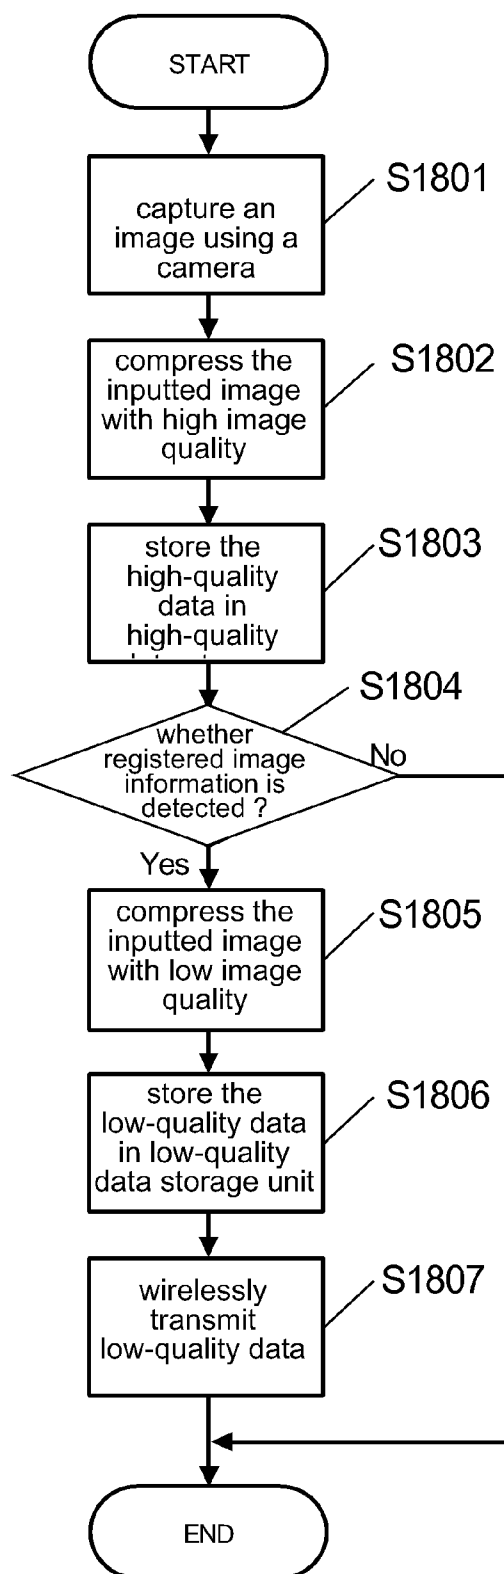 START
S1801
capture an
image using a
camera
S1802
compress the
inputted image
with high image
quality
S1803
store the
high-quality
data in
high-quality
S1804
whether
registered image
information is
detected ?
No
Yes
S1805
compress the
inputted image
with low image
quality
S1806
store the
low-quality data
in low-quality
data storage unit
S1807
wirelessly
transmit
low-quality data
END